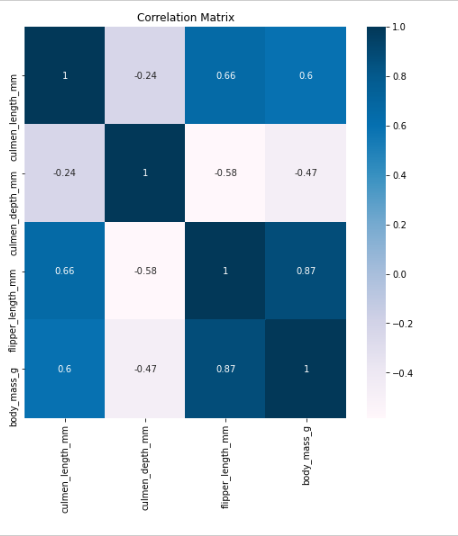 Correlation Matrix
culmen_length_mm
1
-0.24
0.66
0.6
culmen_depth_mm
-0.24
1
-0.58
-0.47
flipper_length_mm
0.66
-0.58
1
0.87
body_mass_g
0.6
-0.47
0.87
1
culmen_length_mm
culmen_depth_mm
flipper_length_mm
body_mass_g
1.0
0.8
0.6
0.4
0.2
0.0
−0.2
−0.4